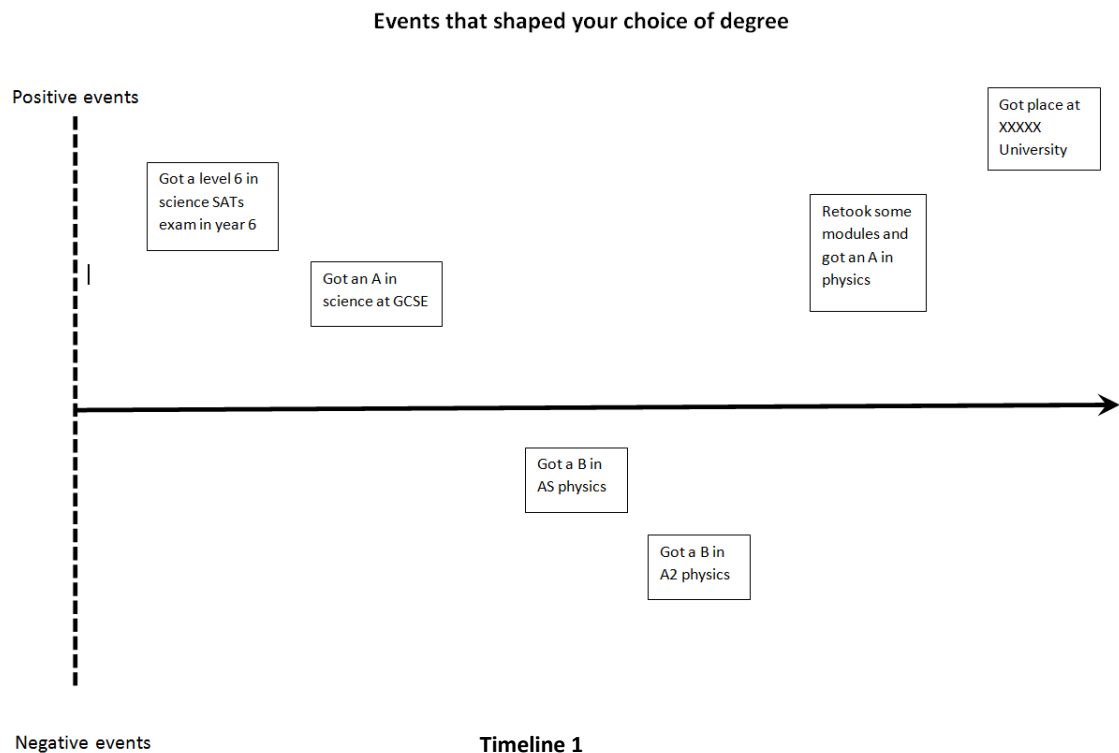 Events that shaped your choice of degree
Positive events
Got a level 6 in
science SATs
exam in year 6
Got an A in
science at GCSE
Got a B in
AS physics
Got a B in
A2 physics
Retook some
modules and
got an A in
physics
Got place at
XXXXX
University
Negative events
Timeline 1